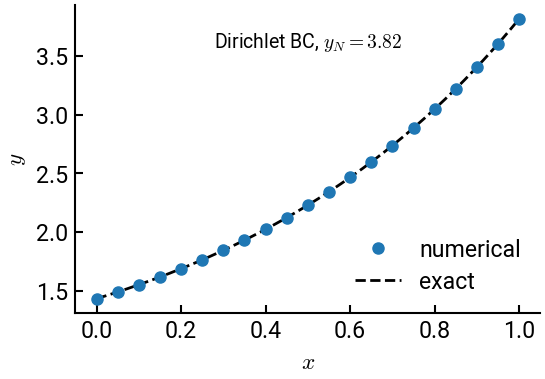 Dirichlet BC, $y_N = 3.82$
3.5
3.0
2.5
2.0
1.5
y
numerical
exact
0.0 0.2 0.4 0.6 0.8 1.0
x